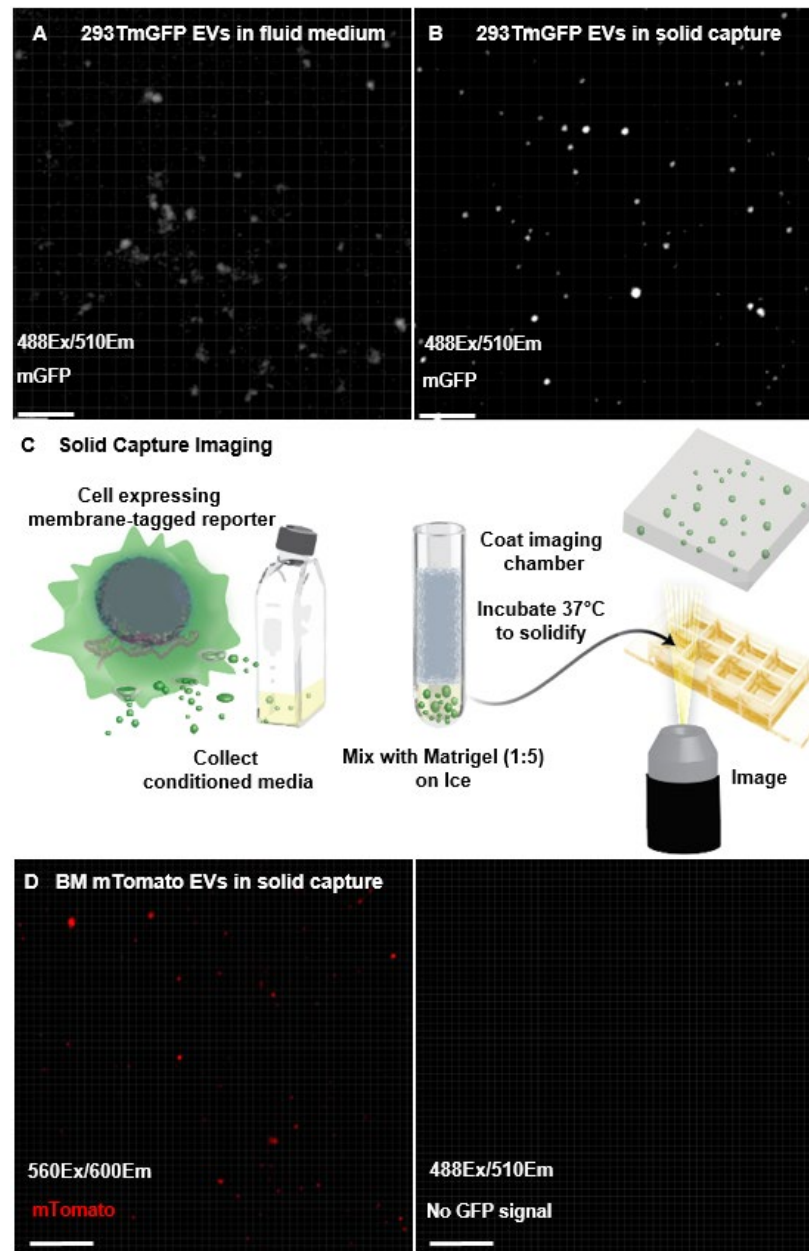 A 293TmGFP EVs in fluid medium
B 293TmGFP EVs in solid capture
488Ex/510Em
mGFP
488Ex/510Em
mGFP
C Solid Capture Imaging
Cell expressing
membrane-tagged reporter
Collect
conditioned media
Mix with Matrigel (1:5)
on Ice
Coat imaging
chamber
Incubate 37°C
to solidify
Image
D BM mTomato EVs in solid capture
560Ex/600Em
mTomato
488Ex/510Em
No GFP signal